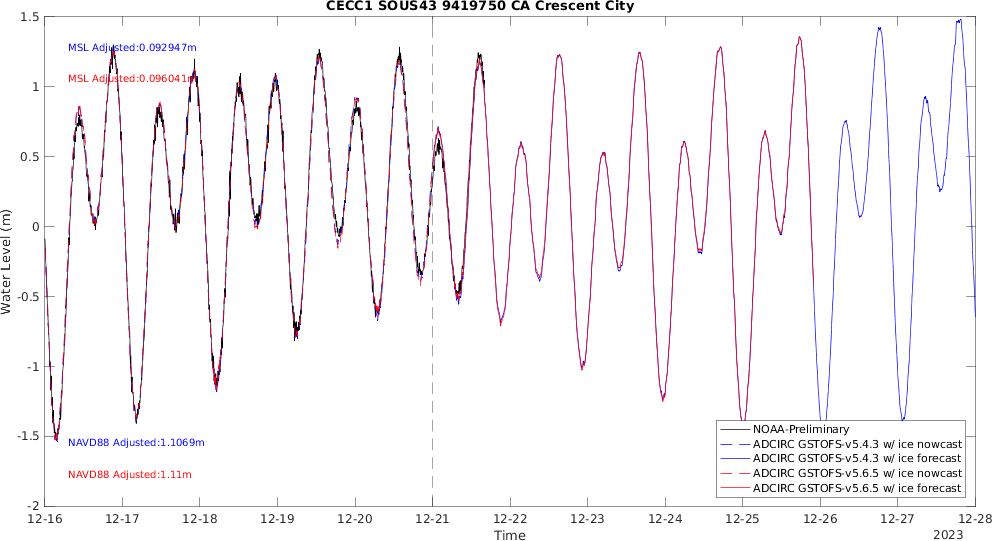 CECC1 SOUS43 9419750 CA Crescent City
1.5
1
0.5
0
-0.5
-1
-1.5
-2
Water Level (m)
MSL Adjusted:0.092947m
MSL Adjusted:0.096041m
NAVD88 Adjusted:1.1069m
NAVD88 Adjusted:1.11m
NOAA-Preliminary
ADCIRC GSTOFS-v5.4.3 w/ ice nowcast
ADCIRC GSTOFS-v5.4.3 w/ ice forecast
ADCIRC GSTOFS-v5.6.5 w/ ice nowcast
ADCIRC GSTOFS-v5.6.5 w/ ice forecast
12-16 12-17 12-18 12-19 12-20 12-21 12-22 12-23 12-24 12-25 12-26 12-27 12-28
Time
2023